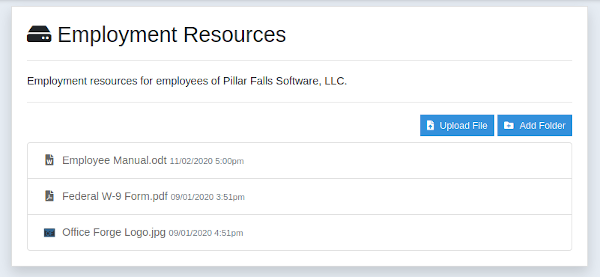 Employment Resources
Employment resources for employees of Pillar Falls Software, LLC.
Upload File Add Folder
Employee Manual.odt 11/02/2020 5:00pm
Federal W-9 Form.pdf 09/01/2020 3:51pm
Office Forge Logo.jpg 09/01/2020 4:51pm